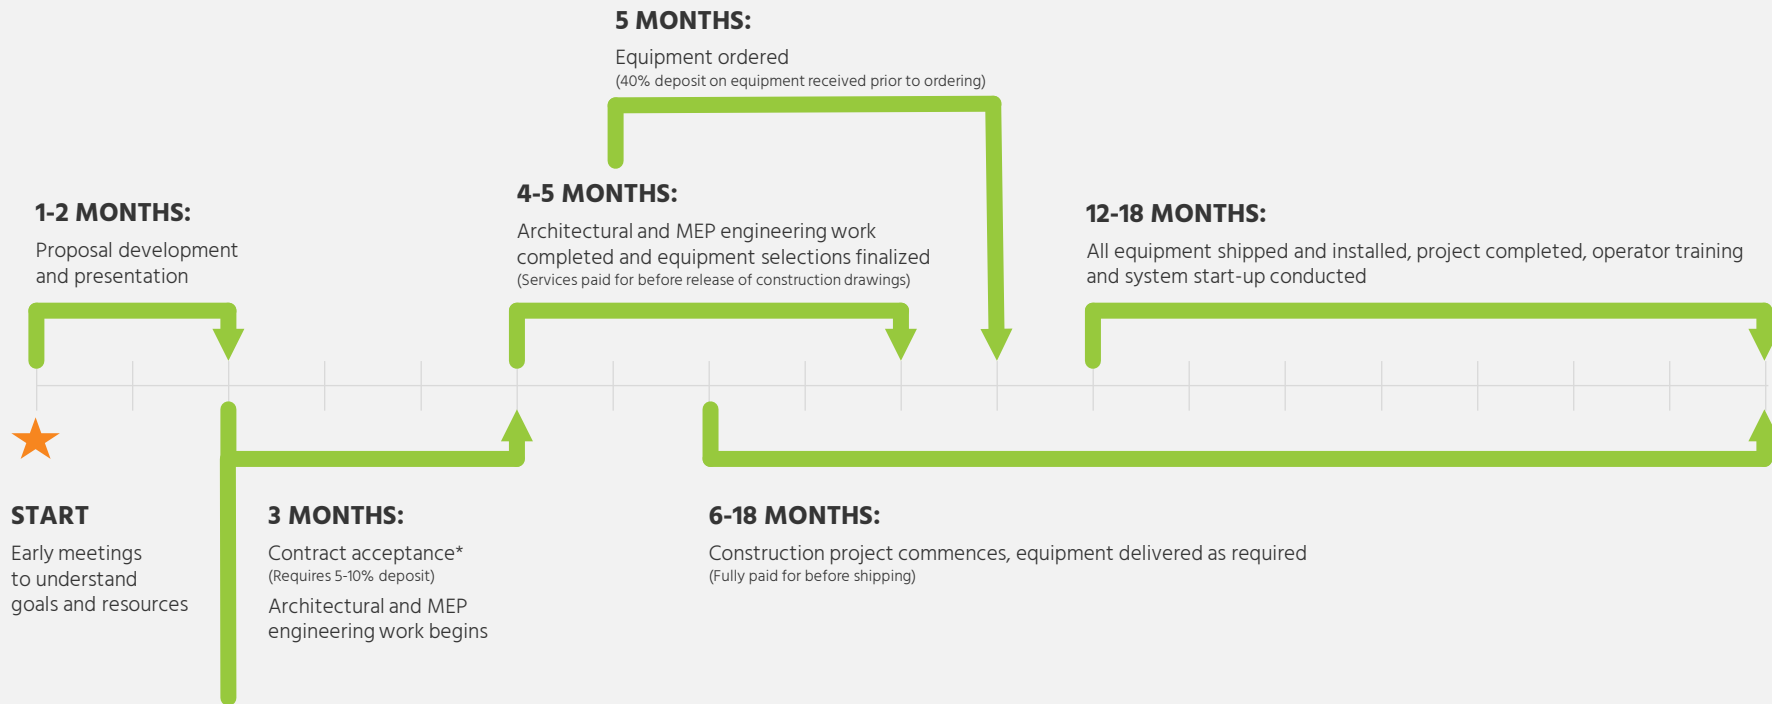 5 MONTHS:
Equipment ordered
(40% deposit on equipment received prior to ordering)
1-2 MONTHS:
Proposal development
and presentation
4-5 MONTHS:
Architectural and MEP engineering work
completed and equipment selections finalized
(Services paid for before release of construction drawings)
12-18 MONTHS:
All equipment shipped and installed, project completed, operator training
and system start-up conducted
START
Early meetings
to understand
goals and resources
3 MONTHS:
Contract acceptance*
(Requires 5-10% deposit)
Architectural and MEP
engineering work begins
6-18 MONTHS:
Construction project commences, equipment delivered as required
(Fully paid for before shipping)